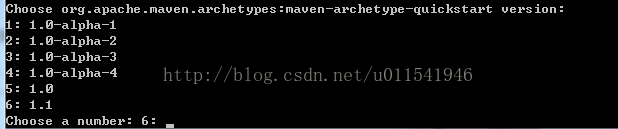 Choose org.apache.maven.archetypes:maven-archetype-quickstart version:
1: 1.0-alpha-1
2: 1.0-alpha-2
3: 1.0-alpha-3
4: 1.0-alpha-4
http://blog.csdn.net/u011541946
5: 1.0
6: 1.1
Choose a number: 6: